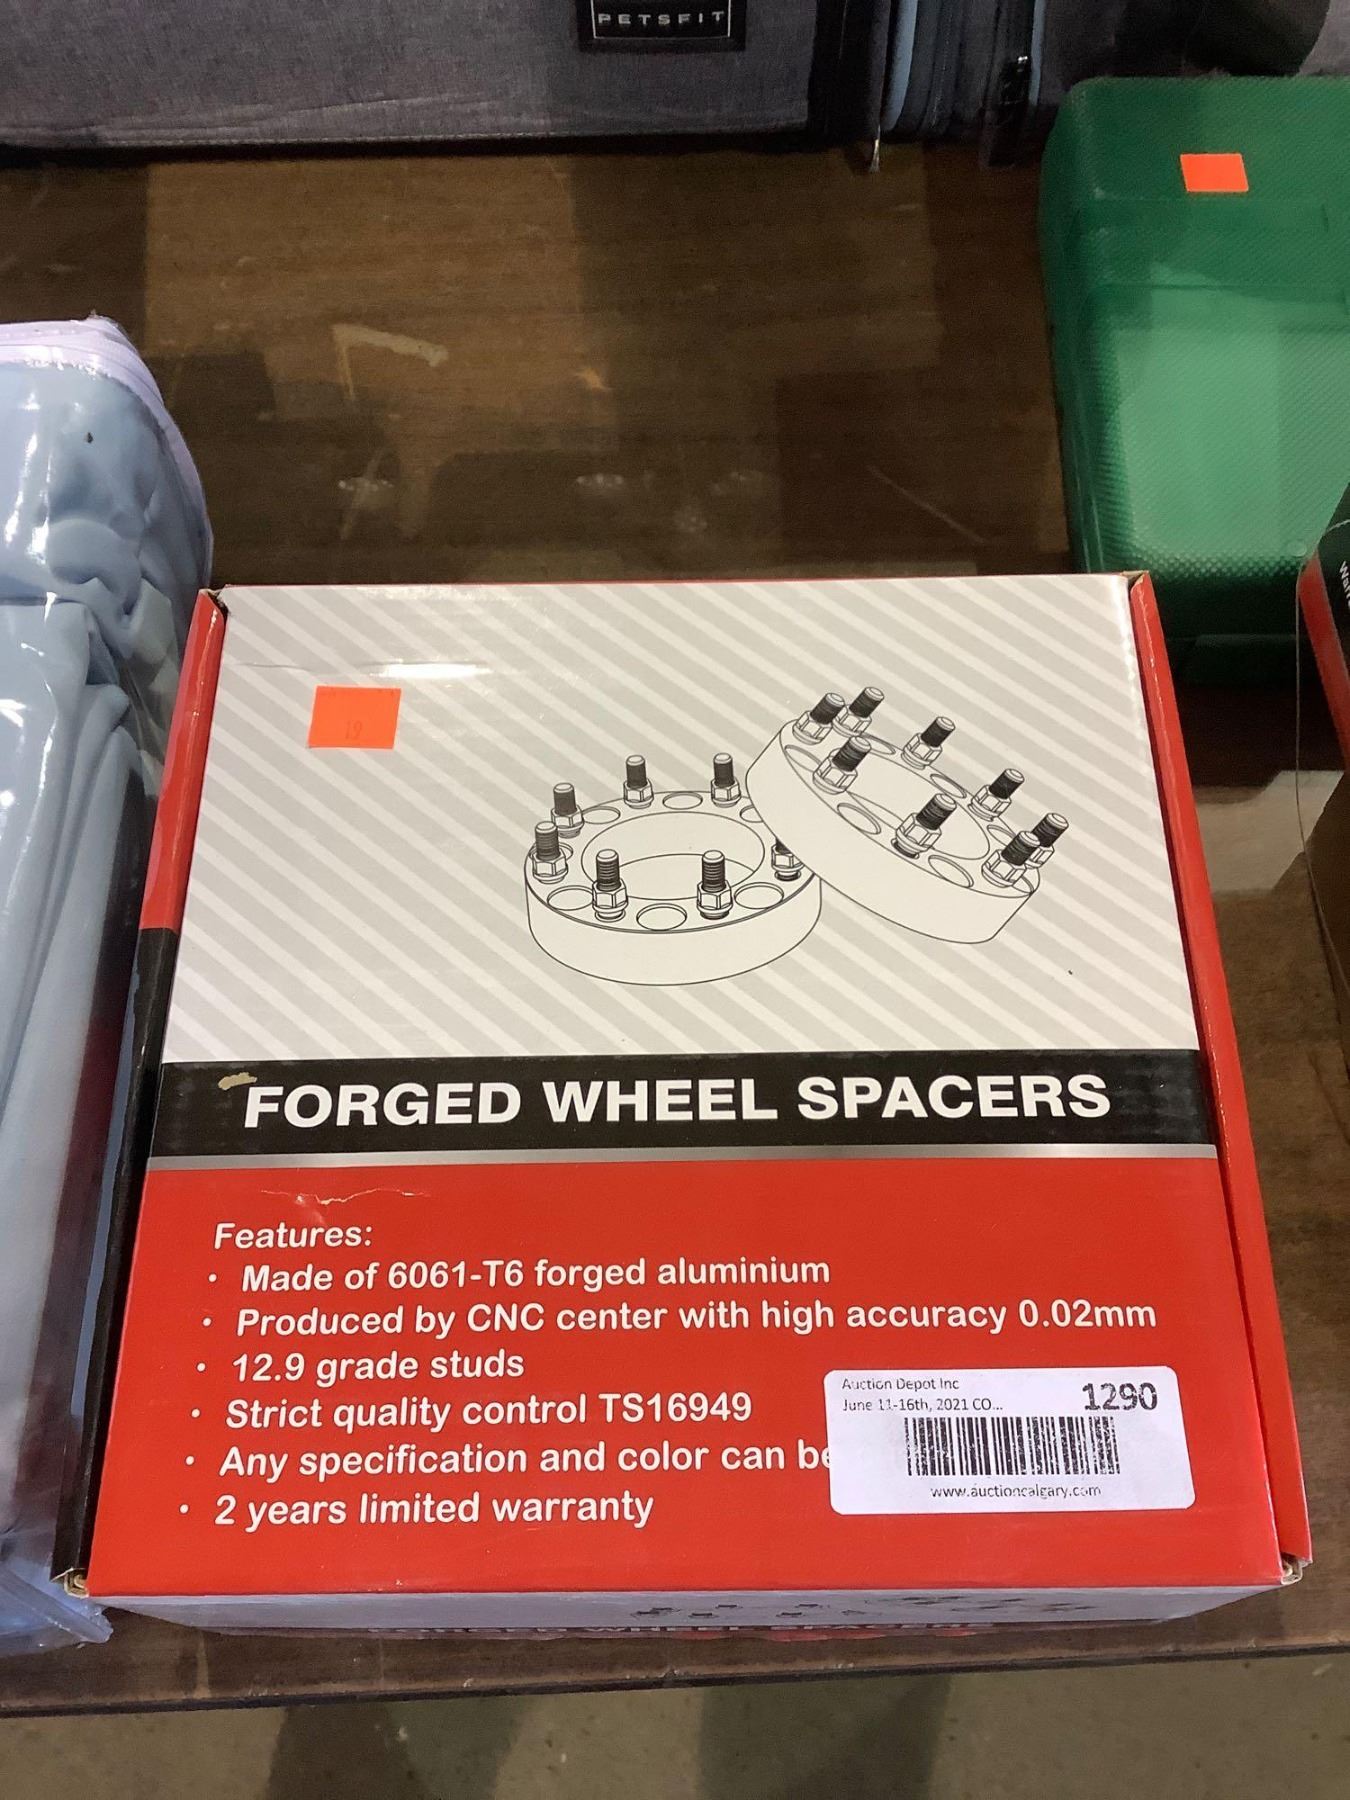 PETSFIT
19
FORGED WHEEL SPACERS
Features:
• Made of 6061-T6 forged aluminium
• Produced by CNC center with high accuracy 0.02mm
• 12.9 grade studs
• Strict quality control TS16949
• Any specification and color can be
• 2 years limited warranty
Auction Depot Inc
June 11-16th, 2021 CO...
1290
www.auctioncalgary.com
WHEEL SPACERS